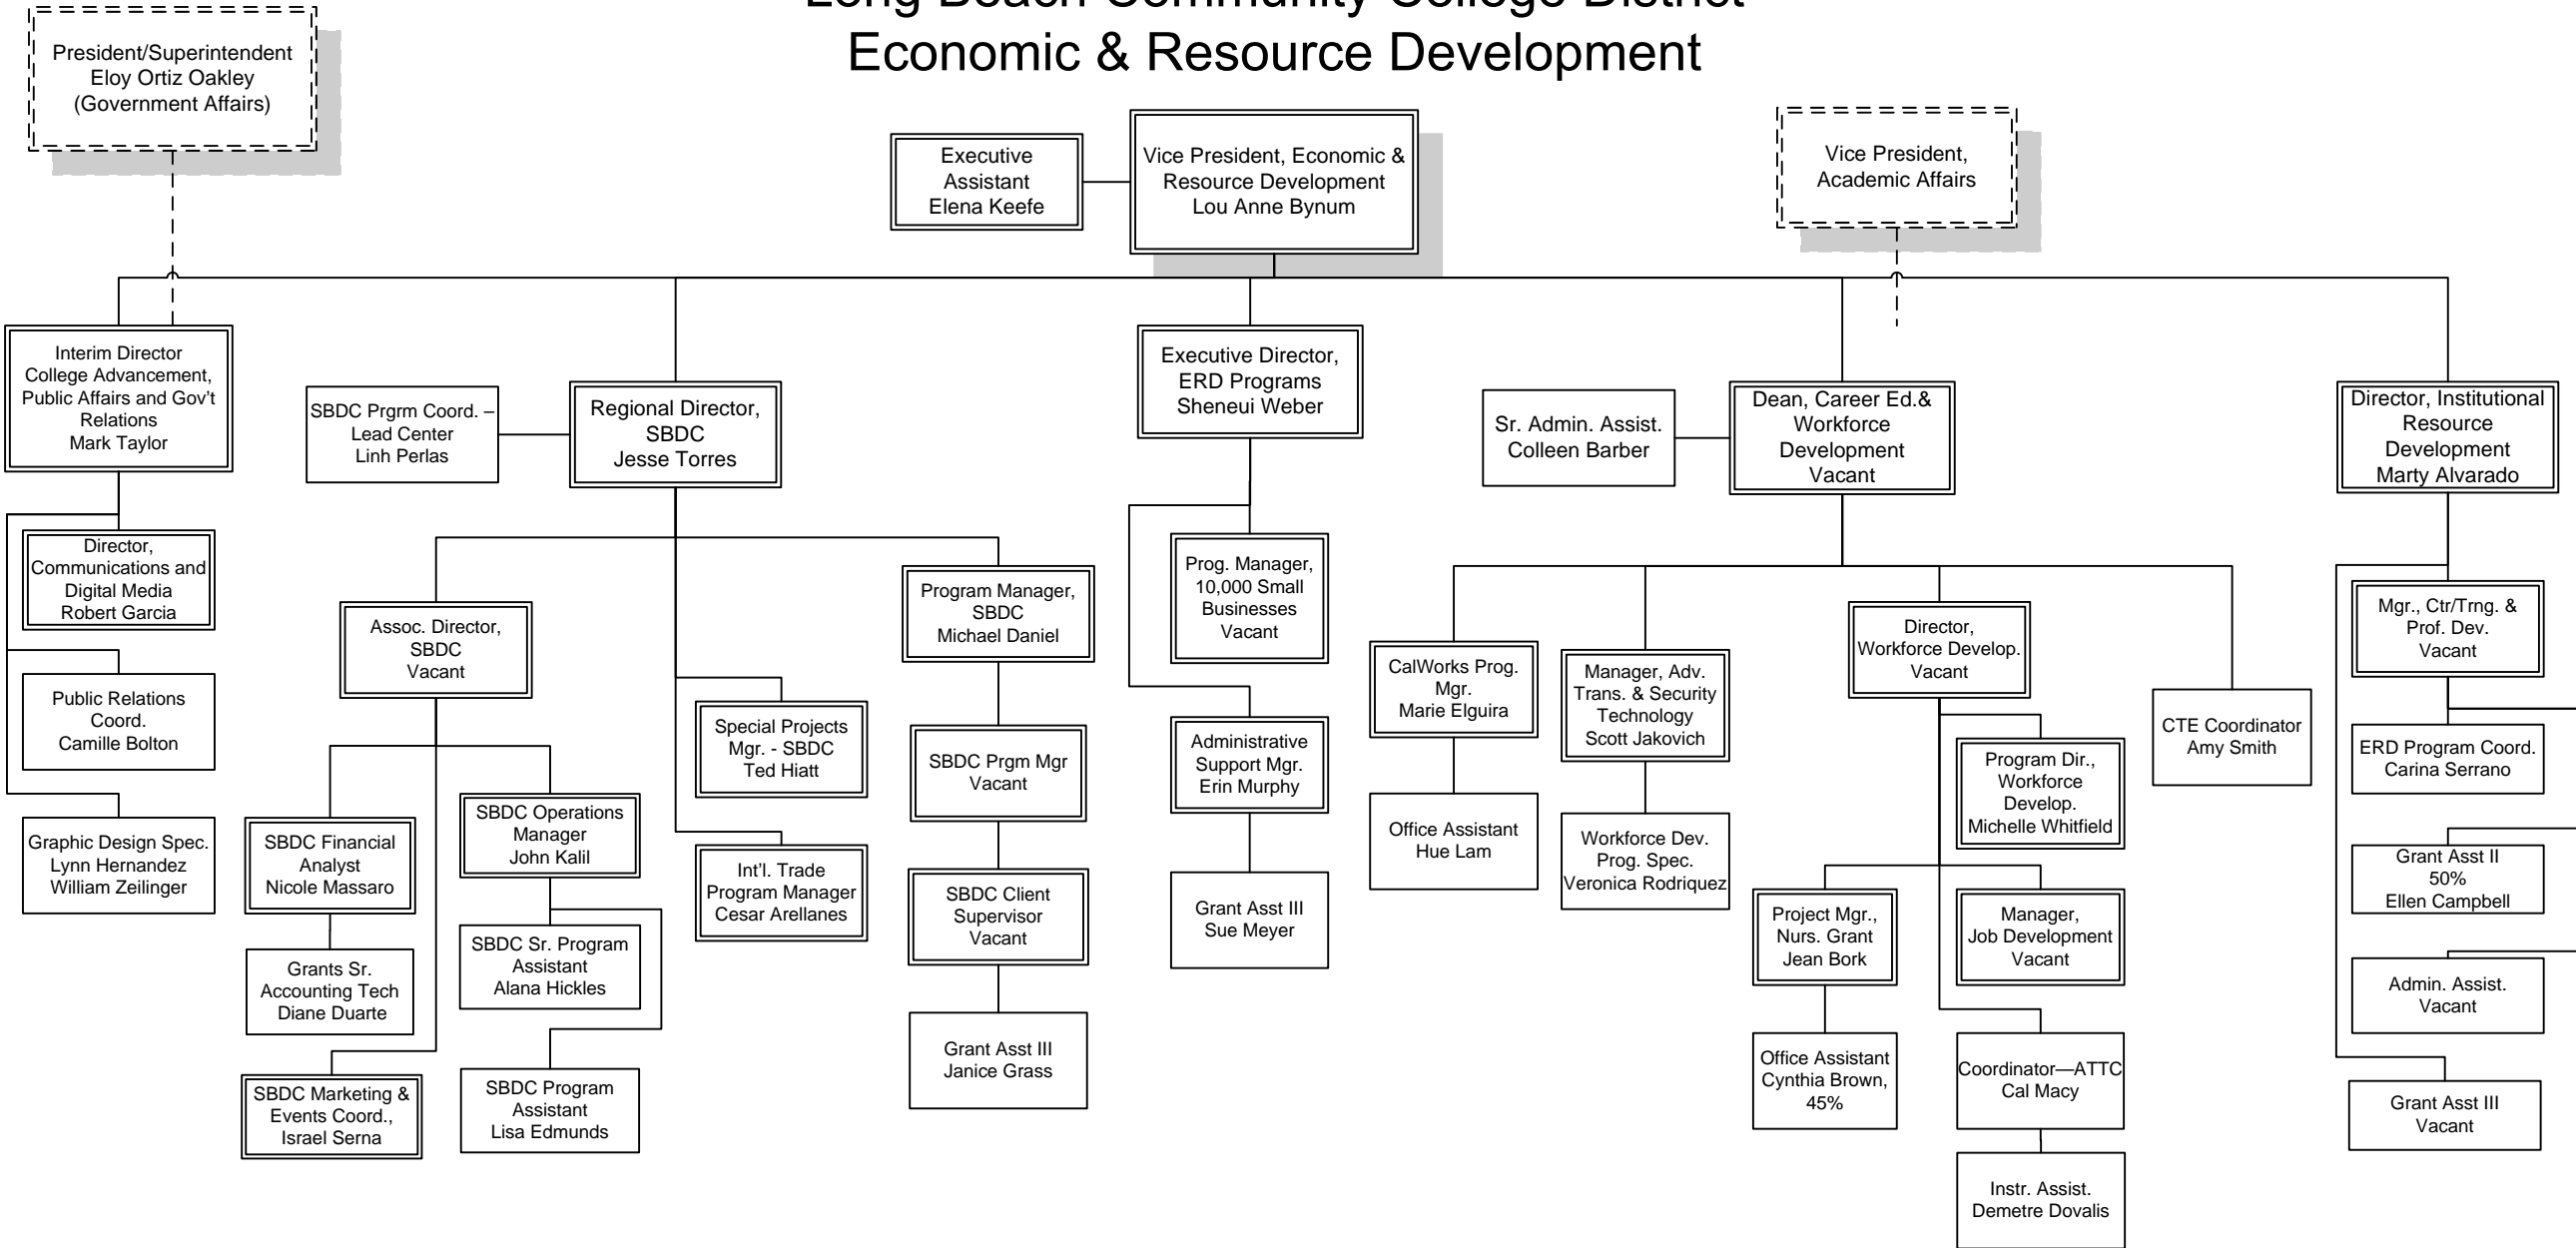 Long Beach Community College District
Economic & Resource Development
President/Superintendent
Eloy Ortiz Oakley
(Government Affairs)
Executive
Assistant
Elena Keefe
Vice President, Economic &
Resource Development
Lou Anne Bynum
Vice President,
Academic Affairs
Interim Director
College Advancement,
Public Affairs and Gov't
Relations
Mark Taylor
SBDC Prgrm Coord. –
Lead Center
Linh Perlas
Regional Director,
SBDC
Jesse Torres
Executive Director,
ERD Programs
Sheneui Weber
Sr. Admin. Assist.
Colleen Barber
Dean, Career Ed.&
Workforce
Development
Vacant
Director, Institutional
Resource
Development
Marty Alvarado
Director,
Communications and
Digital Media
Robert Garcia
Public Relations
Coord.
Camille Bolton
Graphic Design Spec.
Lynn Hernandez
William Zeilinger
Assoc. Director,
SBDC
Vacant
SBDC Financial
Analyst
Nicole Massaro
Grants Sr.
Accounting Tech
Diane Duarte
SBDC Marketing &
Events Coord.,
Israel Serna
SBDC Operations
Manager
John Kalil
SBDC Sr. Program
Assistant
Alana Hickles
SBDC Program
Assistant
Lisa Edmunds
Special Projects
Mgr. - SBDC
Ted Hiatt
Int'l. Trade
Program Manager
Cesar Arellanes
Program Manager,
SBDC
Michael Daniel
SBDC Prgm Mgr
Vacant
SBDC Client
Supervisor
Vacant
Grant Asst III
Janice Grass
Prog. Manager,
10,000 Small
Businesses
Vacant
Administrative
Support Mgr.
Erin Murphy
Grant Asst III
Sue Meyer
CalWorks Prog.
Mgr.
Marie Elguira
Office Assistant
Hue Lam
Manager, Adv.
Trans. & Security
Technology
Scott Jakovich
Workforce Dev.
Prog. Spec.
Veronica Rodriquez
Director,
Workforce Develop.
Vacant
Program Dir.,
Workforce
Develop.
Michelle Whitfield
Project Mgr.,
Nurs. Grant
Jean Bork
Office Assistant
Cynthia Brown,
45%
Manager,
Job Development
Vacant
Coordinator—ATTC
Cal Macy
Instr. Assist.
Demetre Dovalis
CTE Coordinator
Amy Smith
Mgr., Ctr/Trng. &
Prof. Dev.
Vacant
ERD Program Coord.
Carina Serrano
Grant Asst II
50%
Ellen Campbell
Admin. Assist.
Vacant
Grant Asst III
Vacant